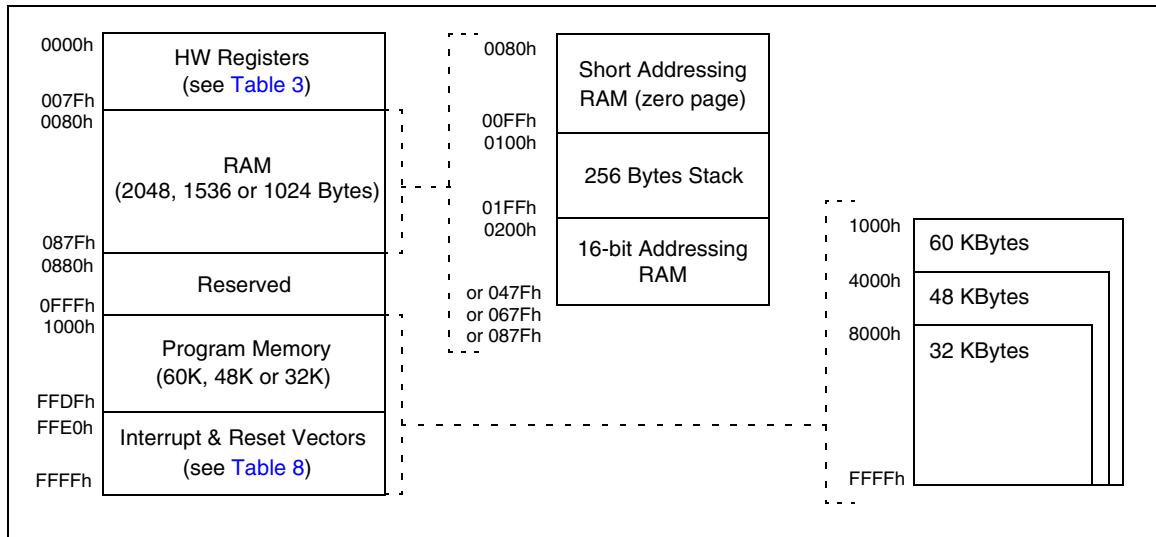 0000h
HW Registers
(see Table 3)
007Fh
0080h
RAM
(2048, 1536 or 1024 Bytes)
087Fh
0880h
Reserved
0FFFh
1000h
Program Memory
(60K, 48K or 32K)
FFDFh
FFE0h
Interrupt & Reset Vectors
(see Table 8)
FFFFh
0080h
Short Addressing
RAM (zero page)
00FFh
0100h
256 Bytes Stack
01FFh
0200h
16-bit Addressing
RAM
or 047Fh
or 067Fh
or 087Fh
1000h
60 KBytes
4000h
48 KBytes
8000h
32 KBytes
FFFFh